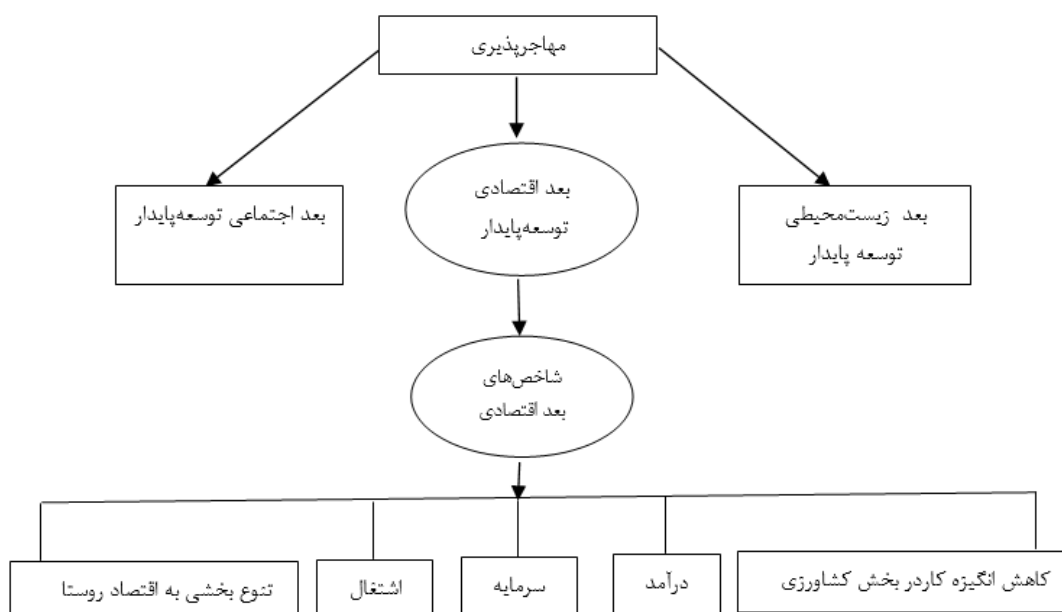 مهاجرپذیری
بعد زیست‌محیطی
توسعه پایدار
بعد اقتصادی
توسعه‌پایدار
بعد اجتماعی توسعه‌پایدار
شاخص‌های
بعد اقتصادی
کاهش انگیزه کاردر بخش کشاورزی
درآمد
سرمایه
اشتغال
تنوع بخشی به اقتصاد روستا